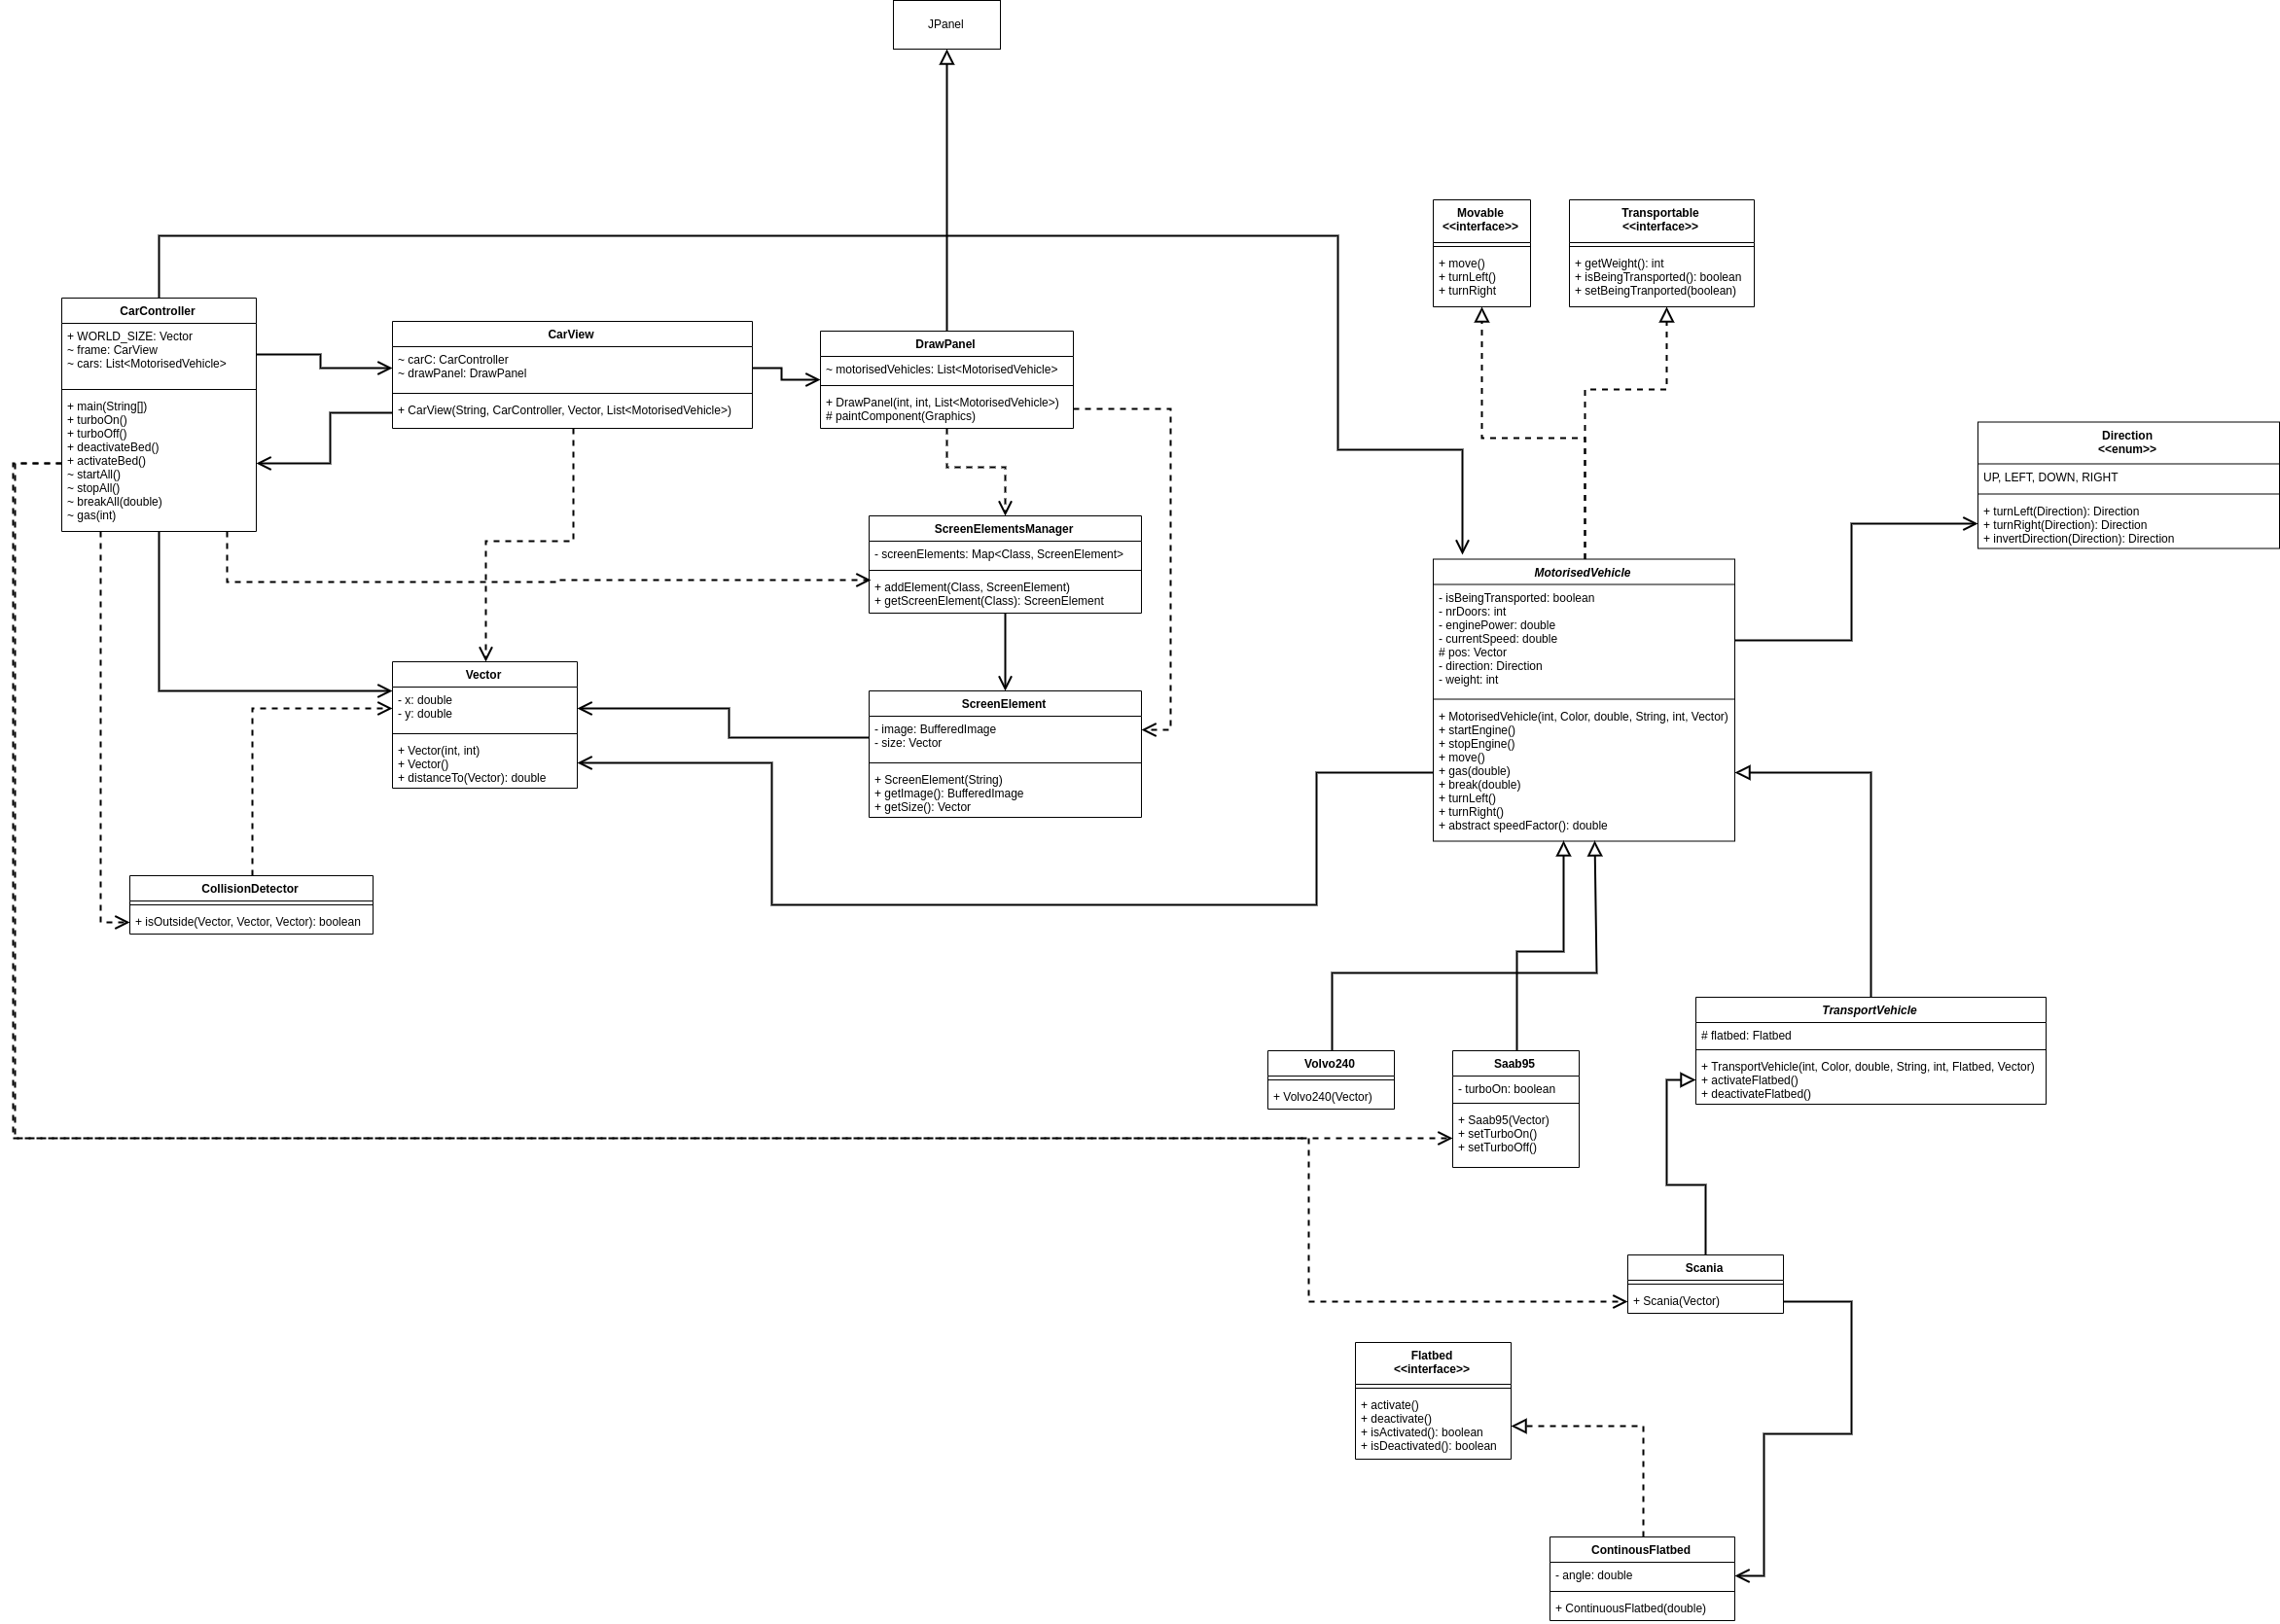 JPanel
Movable
<<interface>>
+ move()
+ turnLeft()
+ turnRight
Transportable
<<interface>>
+ getWeight(): int
+ isBeingTransported(): boolean
+ setBeingTranported(boolean)
CarController
+ WORLD_SIZE: Vector
~ frame: CarView
~ cars: List<MotorisedVehicle>
+ main(String[])
+ turboOn()
+ turboOff()
+ deactivateBed()
+ activateBed()
~ startAll()
~ stopAll()
~ breakAll(double)
~ gas(int)
CarView
~ carC: CarController
~ drawPanel: DrawPanel
+ CarView(String, CarController, Vector, List<MotorisedVehicle>)
DrawPanel
~ motorisedVehicles: List<MotorisedVehicle>
+ DrawPanel(int, int, List<MotorisedVehicle>)
# paintComponent(Graphics)
Direction
<<enum>>
UP, LEFT, DOWN, RIGHT
+ turnLeft(Direction): Direction
+ turnRight(Direction): Direction
+ invertDirection(Direction): Direction
ScreenElementsManager
- screenElements: Map<Class, ScreenElement>
+ addElement(Class, ScreenElement)
+ getScreenElement(Class): ScreenElement
MotorisedVehicle
- isBeingTransported: boolean
- nrDoors: int
- enginePower: double
- currentSpeed: double
# pos: Vector
- direction: Direction
- weight: int
+ MotorisedVehicle(int, Color, double, String, int, Vector)
+ startEngine()
+ stopEngine()
+ move()
+ gas(double)
+ break(double)
+ turnLeft()
+ turnRight()
+ abstract speedFactor(): double
Vector
- x: double
- y: double
+ Vector(int, int)
+ Vector()
+ distanceTo(Vector): double
ScreenElement
- image: BufferedImage
- size: Vector
+ ScreenElement(String)
+ getImage(): BufferedImage
+ getSize(): Vector
CollisionDetector
+ isOutside(Vector, Vector, Vector): boolean
TransportVehicle
# flatbed: Flatbed
+ TransportVehicle(int, Color, double, String, int, Flatbed, Vector)
+ activateFlatbed()
+ deactivateFlatbed()
Volvo240
+ Volvo240(Vector)
Saab95
- turboOn: boolean
+ Saab95(Vector)
+ setTurboOn()
+ setTurboOff()
Scania
+ Scania(Vector)
Flatbed
<<interface>>
+ activate()
+ deactivate()
+ isActivated(): boolean
+ isDeactivated(): boolean
ContinousFlatbed
- angle: double
+ ContinuousFlatbed(double)